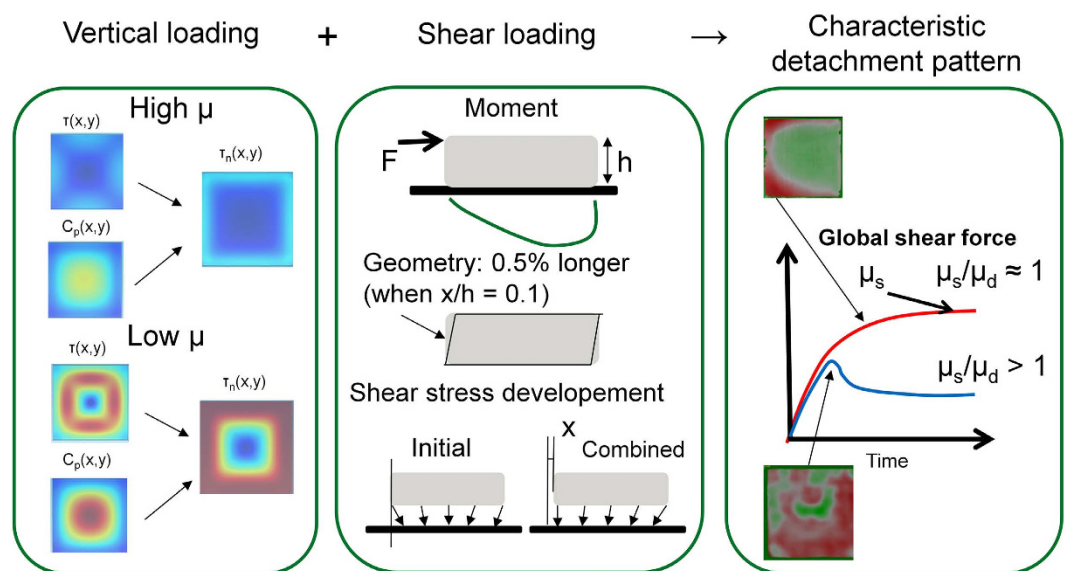 Vertical loading + Shear loading → Characteristic
detachment pattern
High μ
τ(x,y)
τn(x,y)
Cp(x,y)
Low μ
τ(x,y)
τn(x,y)
Cp(x,y)
Moment
F
h
Geometry: 0.5% longer
(when x/h = 0.1)
Shear stress developement
x
Initial
Combined
Global shear force
μs
μs/μd ≈ 1
μs/μd > 1
Time